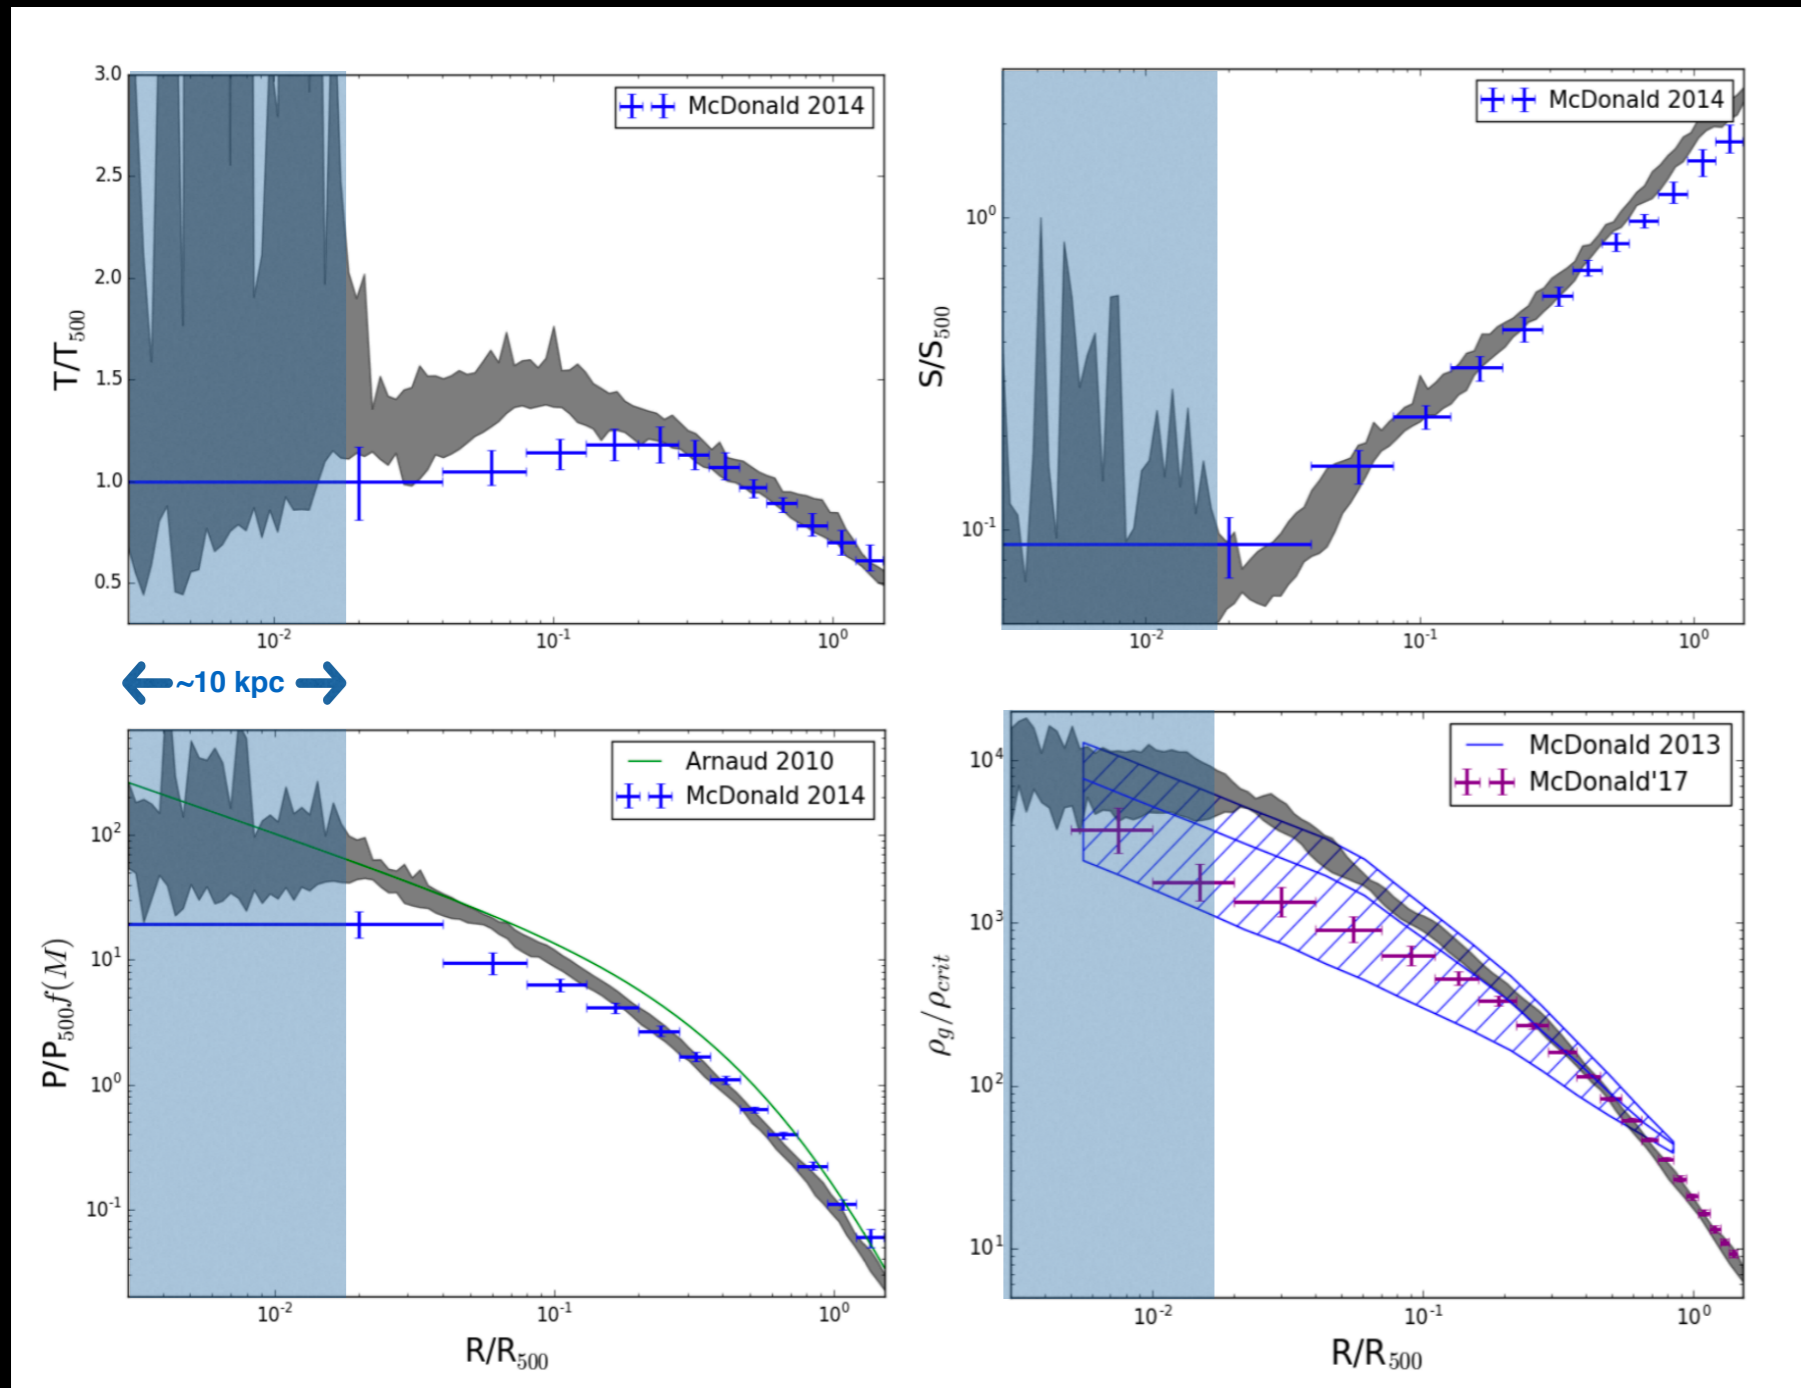 3.0
2.5
2.0
1.5
1.0
0.5
T/T500
McDonald 2014
10-2
10-1
100
100
10-1
S/S500
McDonald 2014
10-2
10-1
100
~10 kpc
102
101
100
10-1
P/P500f(M)
Arnaud 2010
McDonald 2014
10-2
10-1
100
R/R500
104
103
102
101
ρg/ρcrit
McDonald 2013
McDonald'17
10-2
10-1
100
R/R500